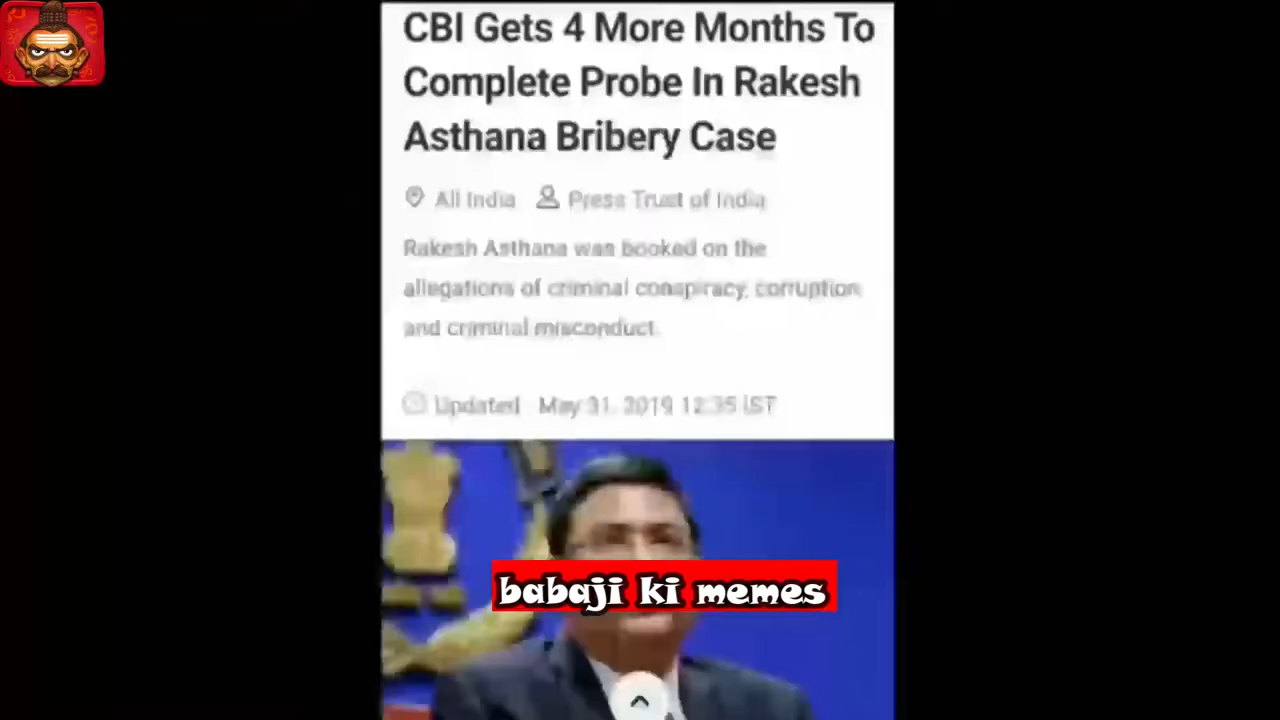 CBI Gets 4 More Months To
Complete Probe In Rakesh
Asthana Bribery Case
All India Press Trust of India
Rakesh Asthana was booked on the
allegations of criminal conspiracy, corruption
and criminal misconduct.
Updated May 31, 2019 12:35 IST
babaji ki memes